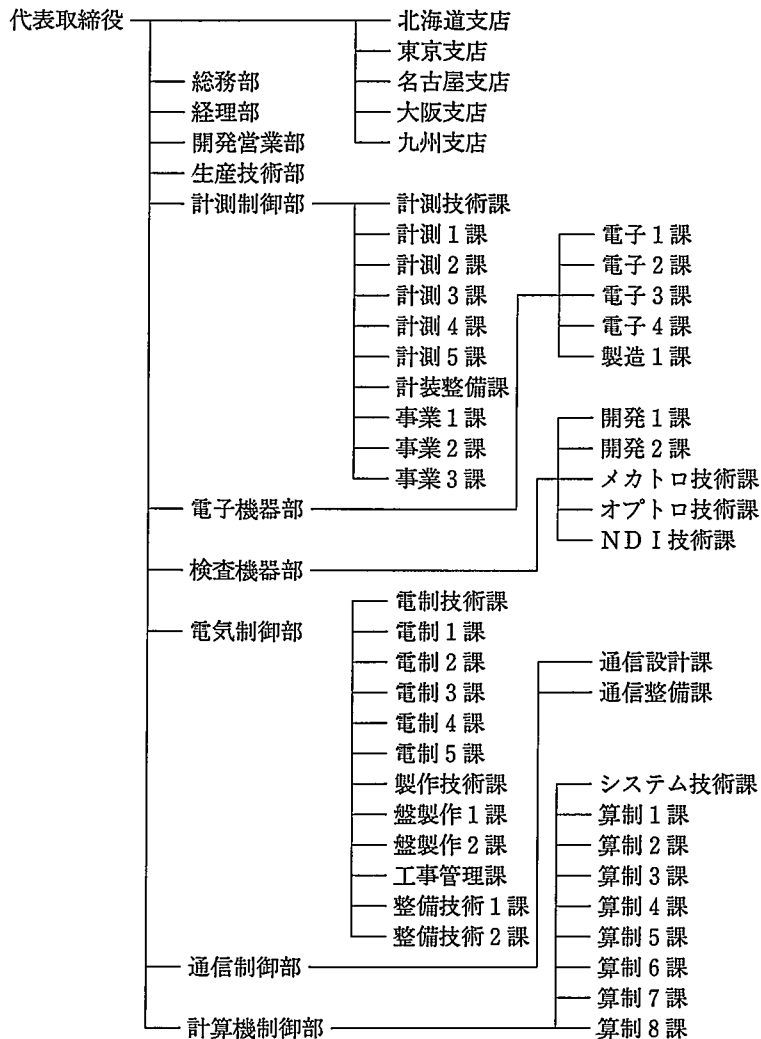 代表取締役
北海道支店
東京支店
名古屋支店
大阪支店
九州支店
総務部
経理部
開発営業部
生産技術部
計測制御部
計測技術課
計測1課
計測2課
計測3課
計測4課
計測5課
計装整備課
事業1課
事業2課
事業3課
電子機器部
電子1課
電子2課
電子3課
電子4課
製造1課
検査機器部
開発1課
開発2課
メカトロ技術課
オプトロ技術課
NDI技術課
電気制御部
電制技術課
電制1課
電制2課
電制3課
電制4課
電制5課
製作技術課
盤製作1課
盤製作2課
工事管理課
整備技術1課
整備技術2課
通信制御部
通信設計課
通信整備課
計算機制御部
システム技術課
算制1課
算制2課
算制3課
算制4課
算制5課
算制6課
算制7課
算制8課